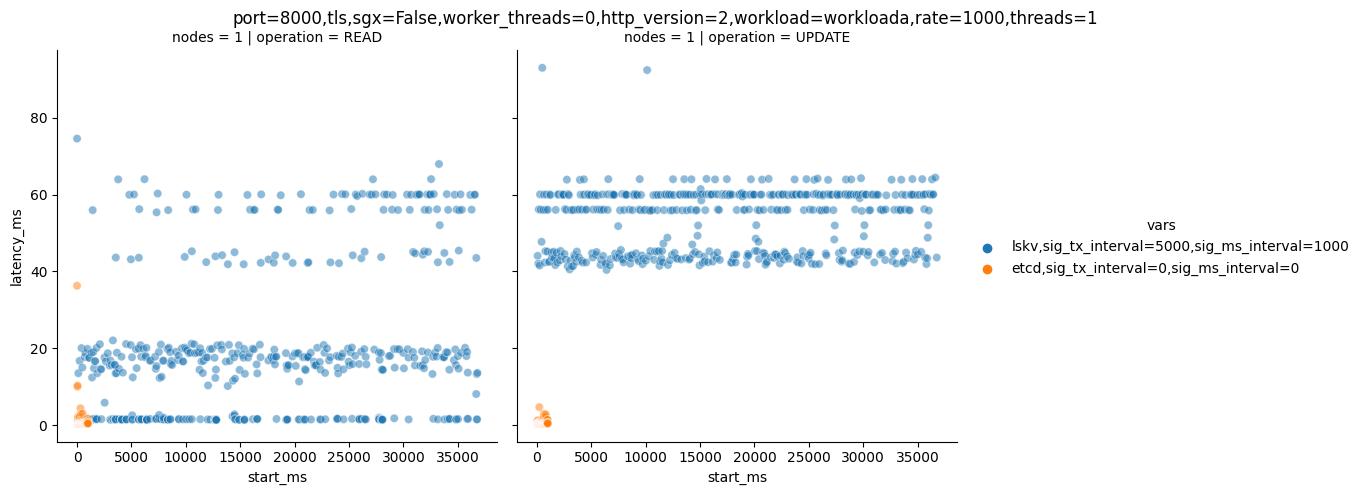 port=8000,tls,sgx=False,worker_threads=0,http_version=2,workload=workloada,rate=1000,threads=1
nodes = 1 | operation = READ
nodes = 1 | operation = UPDATE
latency_ms
80
60
40
20
0
0 5000 10000 15000 20000 25000 30000 35000
start_ms
0 5000 10000 15000 20000 25000 30000 35000
start_ms
vars
lskv,sig_tx_interval=5000,sig_ms_interval=1000
etcd,sig_tx_interval=0,sig_ms_interval=0